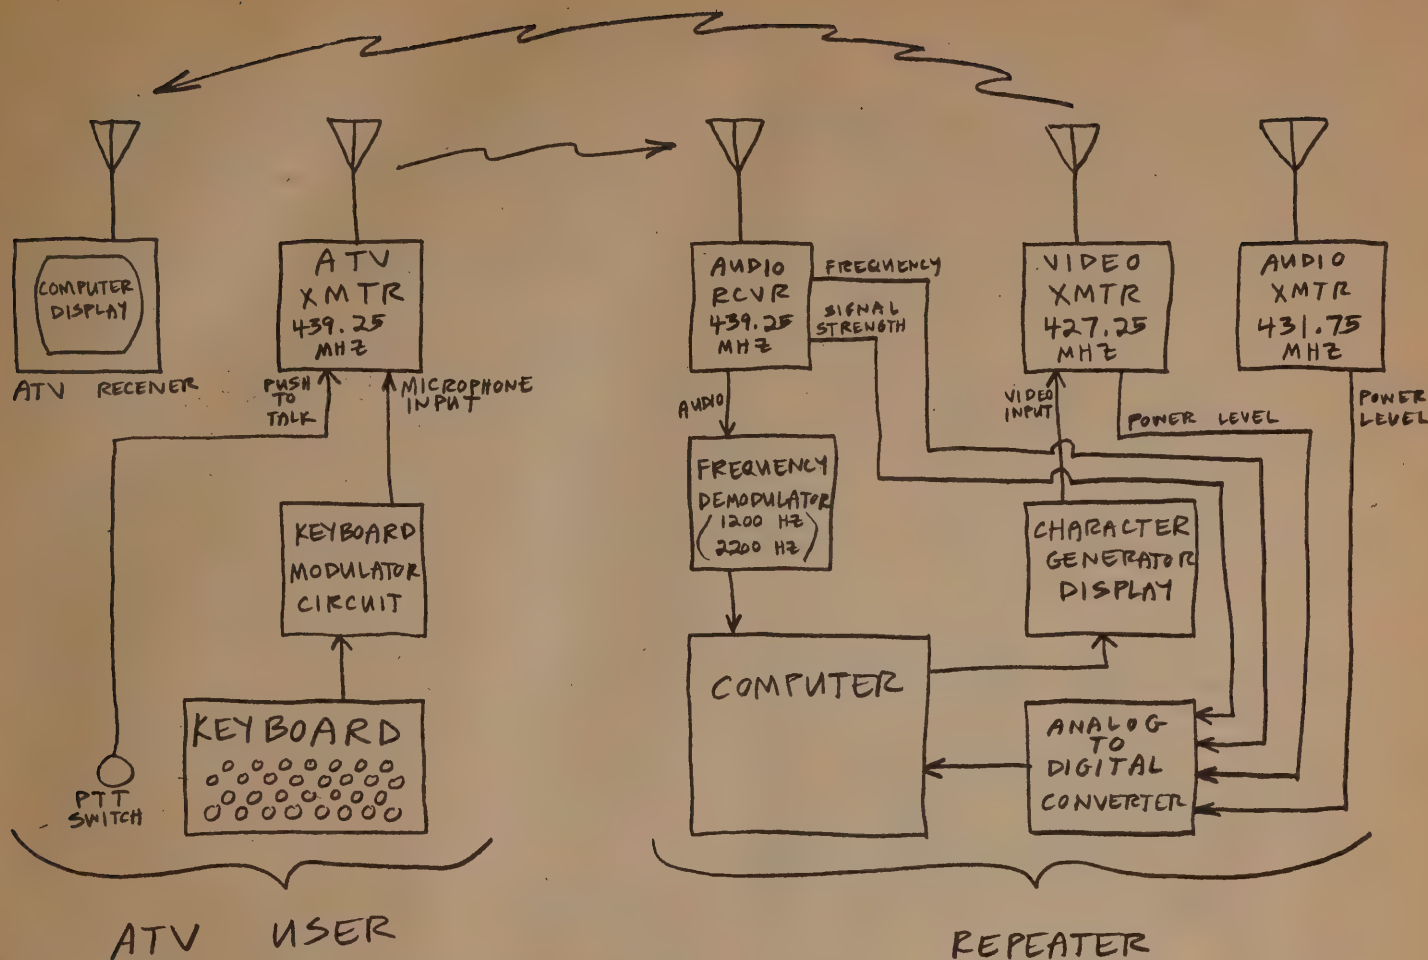 COMPUTER
DISPLAY
ATV RECENER
ATV
XMTR
439.25
MHZ
PUSH
TO
TALK
MICROPHONE
INPUT
KEYBOARD
MODULATOR
CIRCUIT
KEYBOARD
PTT
SWITCH
ATV USER
AUDIO
RCVR
439.25
MHZ
FREQUENCY
SIGNAL
STRENGTH
AUDIO
FREQUENCY
DEMODULATOR
(1200 HZ
2200 HZ)
COMPUTER
VIDEO
XMTR
427.25
MHZ
VIDEO
INPUT
POWER LEVEL
CHARACTER
GENERATOR
DISPLAY
ANALOG
TO
DIGITAL
CONVERTER
AUDIO
XMTR
431.75
MHZ
POWER
LEVEL
REPEATER